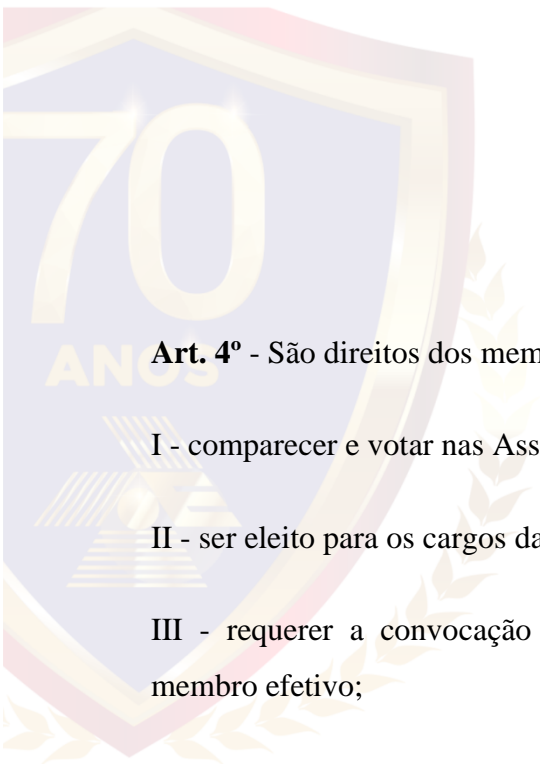 70
ANOS
Art. 4º - São direitos dos mem
I - comparecer e votar nas Ass
II - ser eleito para os cargos da
III - requerer a convocação
membro efetivo;